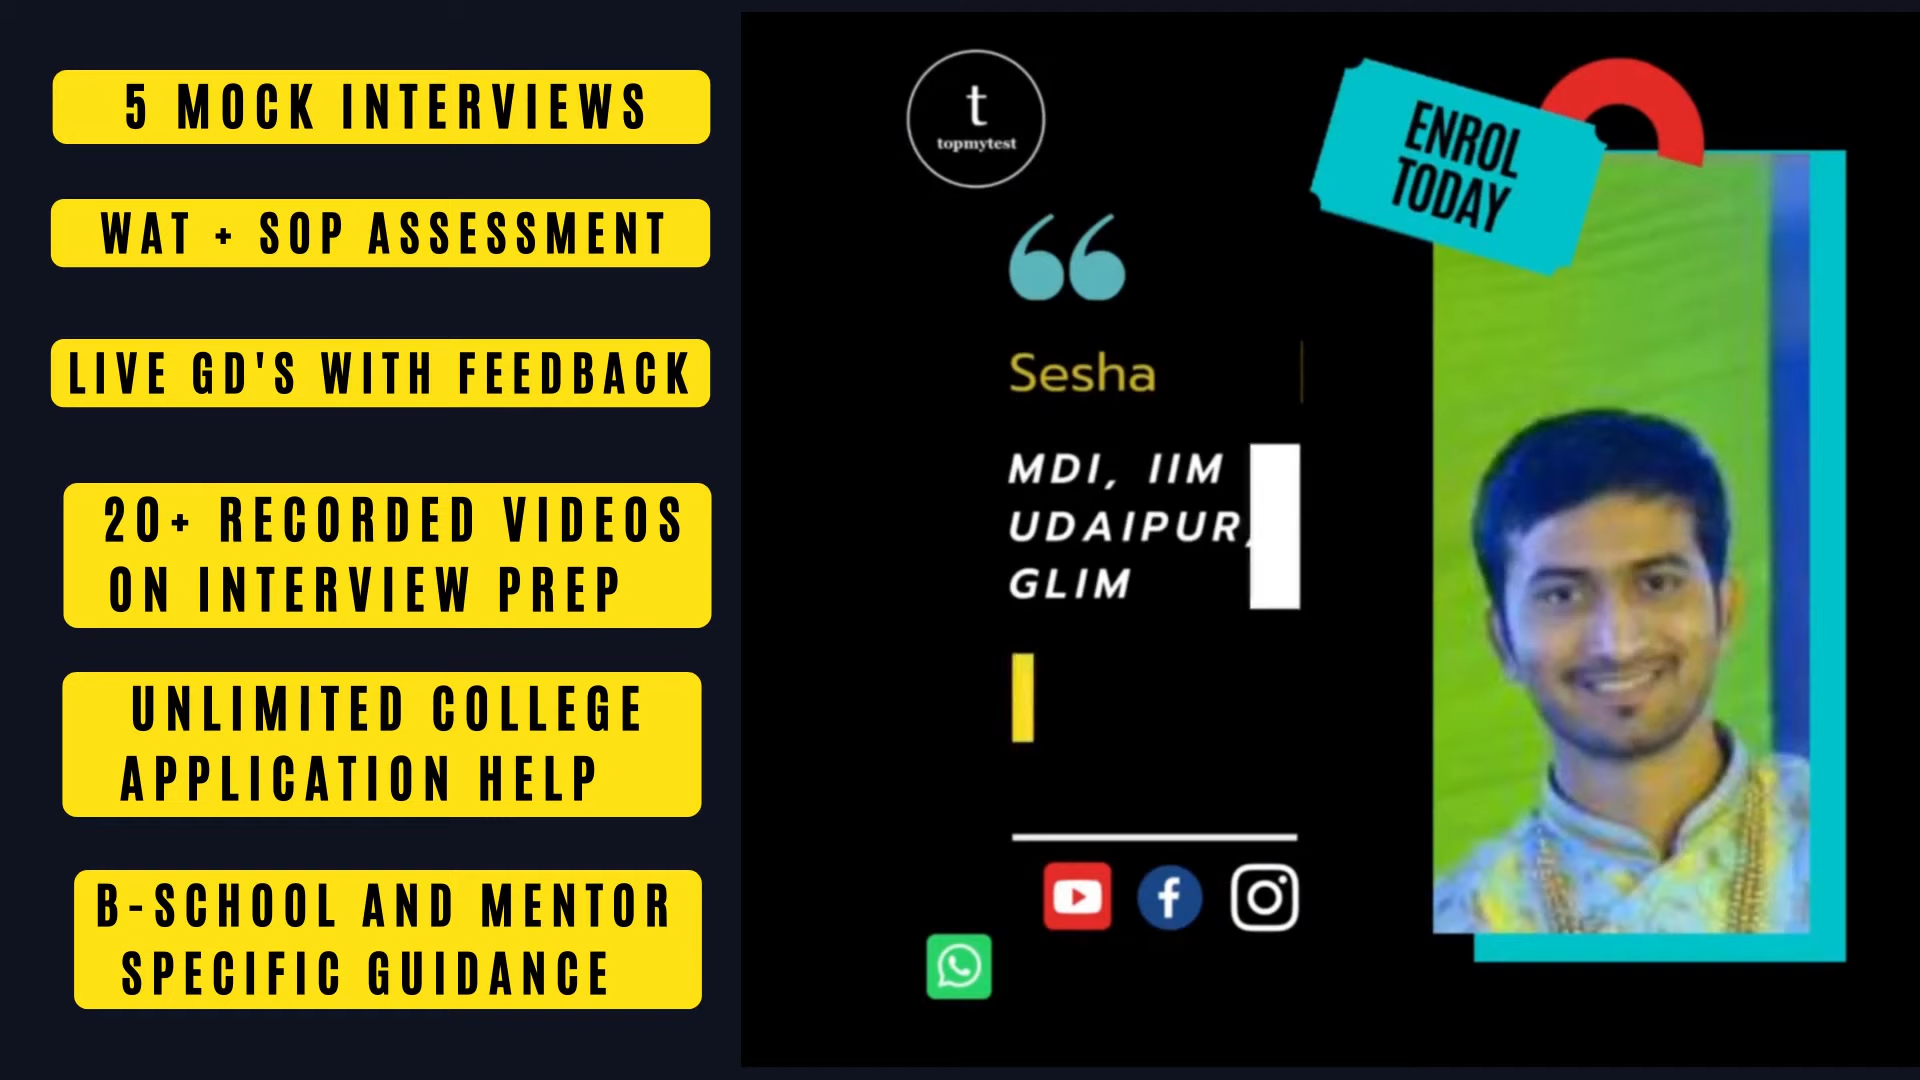 5 MOCK INTERVIEWS
WAT + SOP ASSESSMENT
LIVE GD'S WITH FEEDBACK
20+ RECORDED VIDEOS
ON INTERVIEW PREP
UNLIMITED COLLEGE
APPLICATION HELP
B-SCHOOL AND MENTOR
SPECIFIC GUIDANCE
t
topmytest
ENROL
TODAY
Sesha
MDI, IIM
UDAIPUR,
GLIM